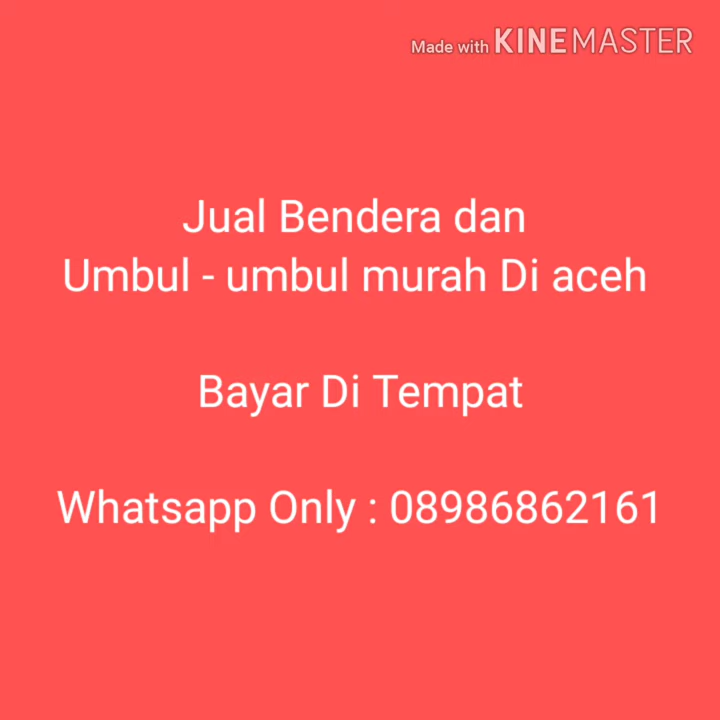 Made with KINEMASTER
Jual Bendera dan
Umbul - umbul murah Di aceh
Bayar Di Tempat
Whatsapp Only : 08986862161